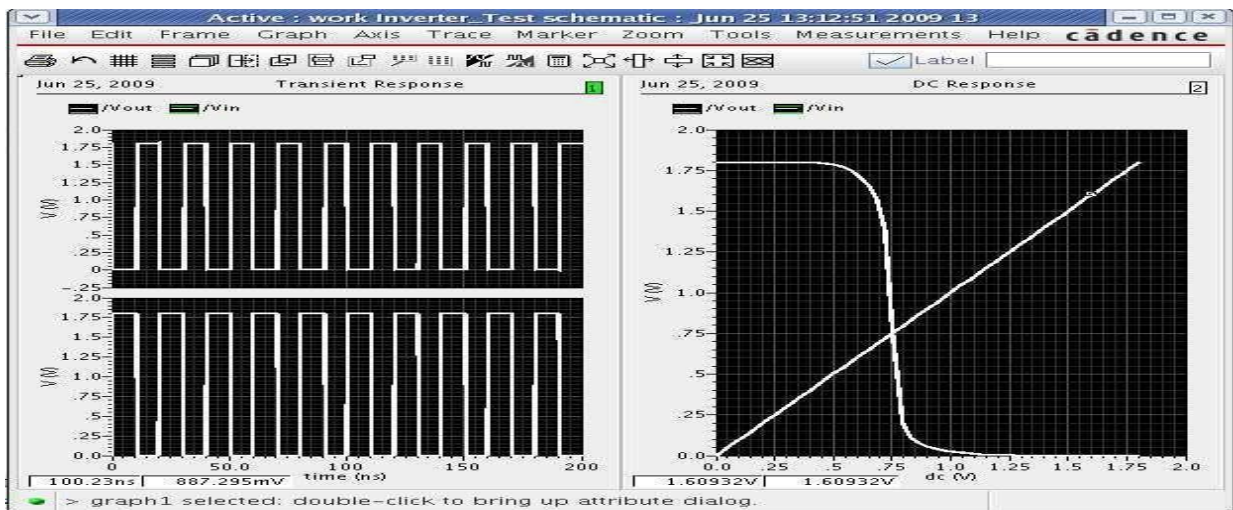 Active : work Inverter_Test schematic : Jun 25 13:12:51 2009 13
File Edit Frame Graph Axis Trace Marker Zoom Tools Measurements Help cādence
Label
Jun 25, 2009 Transient Response 1
/Vout /Vin
2.0
1.75
1.5
1.25
1.0
.75
.5
.25
0
-.25
V (V)
2.0
1.75
1.5
1.25
1.0
.75
.5
.25
0.0
V (V)
0 50.0 100 150 200
time (ns)
100.23ns 887.295mV
Jun 25, 2009 DC Response 2
/Vout /Vin
2.0
1.75
1.5
1.25
1.0
.75
.5
.25
0.0
V (V)
0.0 .25 .5 .75 1.0 1.25 1.5 1.75 2.0
dc (V)
1.60932V 1.60932V
> graph1 selected: double-click to bring up attribute dialog.